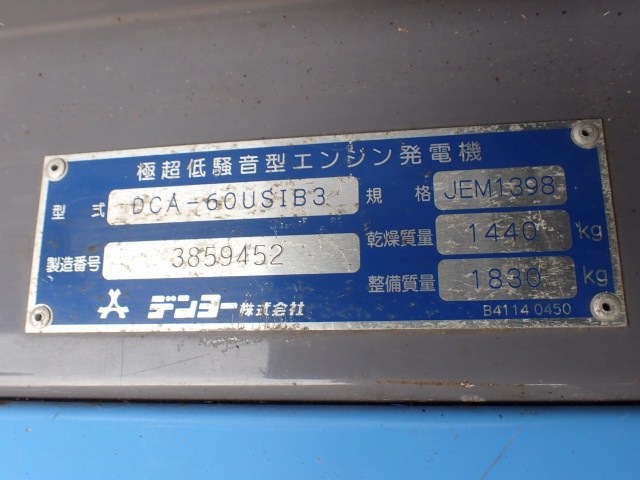 極超低騒音型エンジン発電機
型式 DCA-60USIB3 規格 JEM1398
製造番号 3859452 乾燥質量 1440 kg
整備質量 1830 kg
デンヨー株式会社 B41140450